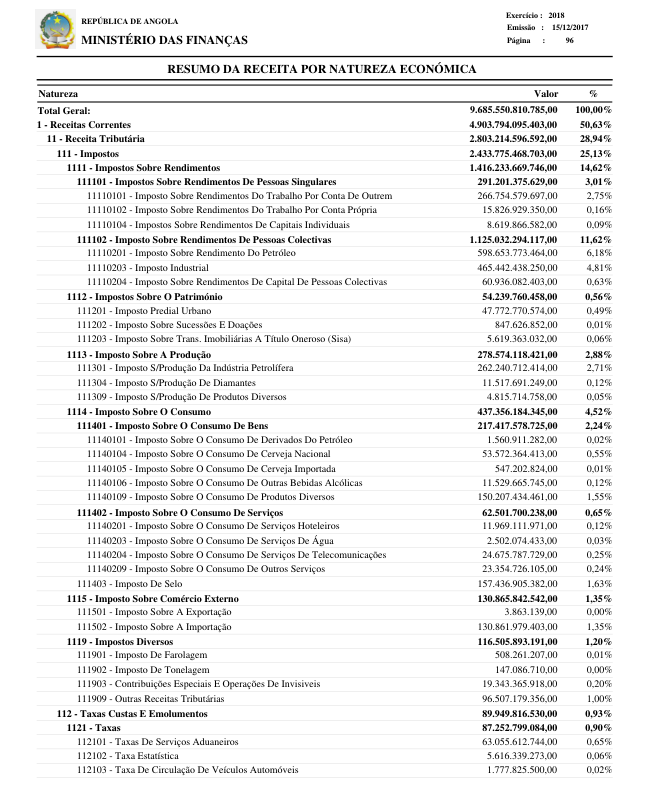 REPÚBLICA DE ANGOLA
MINISTÉRIO DAS FINANÇAS
Exercício : 2018
Emissão : 15/12/2017
Página : 96
RESUMO DA RECEITA POR NATUREZA ECONÓMICA
Natureza Valor %
Total Geral: 9.685.550.810.785,00 100,00%
1 - Receitas Correntes 4.903.794.095.403,00 50,63%
11 - Receita Tributária 2.803.214.596.592,00 28,94%
111 - Impostos 2.433.775.468.703,00 25,13%
1111 - Impostos Sobre Rendimentos 1.416.233.669.746,00 14,62%
111101 - Impostos Sobre Rendimentos De Pessoas Singulares 291.201.375.629,00 3,01%
11110101 - Imposto Sobre Rendimentos Do Trabalho Por Conta De Outrem 266.754.579.697,00 2,75%
11110102 - Imposto Sobre Rendimentos Do Trabalho Por Conta Própria 15.826.929.350,00 0,16%
11110104 - Imposto Sobre Rendimentos De Capitais Individuais 8.619.866.582,00 0,09%
111102 - Imposto Sobre Rendimentos De Pessoas Colectivas 1.125.032.294.117,00 11,62%
11110201 - Imposto Sobre Rendimento Do Petróleo 598.653.773.464,00 6,18%
11110203 - Imposto Industrial 465.442.438.250,00 4,81%
11110204 - Imposto Sobre Rendimentos De Capital De Pessoas Colectivas 60.936.082.403,00 0,63%
1112 - Impostos Sobre O Património 54.239.760.458,00 0,56%
111201 - Imposto Predial Urbano 47.772.770.574,00 0,49%
111202 - Imposto Sobre Sucessões E Doações 847.626.852,00 0,01%
111203 - Imposto Sobre Trans. Imobiliárias A Título Oneroso (Sisa) 5.619.363.032,00 0,06%
1113 - Imposto Sobre A Produção 278.574.118.421,00 2,88%
111301 - Imposto S/Produção Da Indústria Petrolífera 262.240.712.414,00 2,71%
111304 - Imposto S/Produção De Diamantes 11.517.691.249,00 0,12%
111309 - Imposto S/Produção De Produtos Diversos 4.815.714.758,00 0,05%
1114 - Imposto Sobre O Consumo 437.356.184.345,00 4,52%
111401 - Imposto Sobre O Consumo De Bens 217.417.578.725,00 2,24%
11140101 - Imposto Sobre O Consumo De Derivados Do Petróleo 1.560.911.282,00 0,02%
11140104 - Imposto Sobre O Consumo De Cerveja Nacional 53.572.364.413,00 0,55%
11140105 - Imposto Sobre O Consumo De Cerveja Importada 547.202.824,00 0,01%
11140106 - Imposto Sobre O Consumo De Outras Bebidas Alcólicas 11.529.665.745,00 0,12%
11140109 - Imposto Sobre O Consumo De Produtos Diversos 150.207.434.461,00 1,55%
111402 - Imposto Sobre O Consumo De Serviços 62.501.700.238,00 0,65%
11140201 - Imposto Sobre O Consumo De Serviços Hoteleiros 11.969.111.971,00 0,12%
11140203 - Imposto Sobre O Consumo De Serviços De Água 2.502.074.433,00 0,03%
11140204 - Imposto Sobre O Consumo De Serviços De Telecomunicações 24.675.787.729,00 0,25%
11140209 - Imposto Sobre O Consumo De Outros Serviços 23.354.726.105,00 0,24%
111403 - Imposto De Selo 157.436.905.382,00 1,63%
1115 - Imposto Sobre Comércio Externo 130.865.842.542,00 1,35%
111501 - Imposto Sobre A Exportação 3.863.139,00 0,00%
111502 - Imposto Sobre A Importação 130.861.979.403,00 1,35%
1119 - Impostos Diversos 116.505.893.191,00 1,20%
111901 - Imposto De Farolagem 508.261.207,00 0,01%
111902 - Imposto De Tonelagem 147.086.710,00 0,00%
111903 - Contribuições Especiais E Operações De Invisiveis 19.343.365.918,00 0,20%
111909 - Outras Receitas Tributárias 96.507.179.356,00 1,00%
112 - Taxas Custas E Emolumentos 89.949.816.530,00 0,93%
1121 - Taxas 87.252.799.084,00 0,90%
112101 - Taxas De Serviços Aduaneiros 63.055.612.744,00 0,65%
112102 - Taxa Estatística 5.616.339.273,00 0,06%
112103 - Taxa De Circulação De Veículos Automóveis 1.777.825.500,00 0,02%